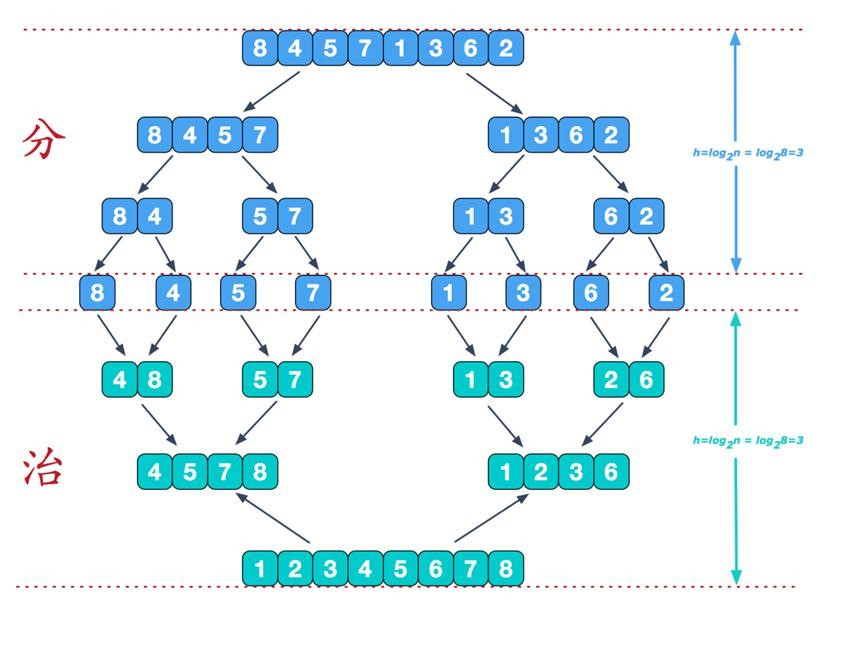 8 4 5 7 1 3 6 2
分
8 4 5 7
1 3 6 2
h=log₂n = log₂8=3
8 4
5 7
1 3
6 2
8
4
5
7
1
3
6
2
4 8
5 7
1 3
2 6
h=log₂n = log₂8=3
治
4 5 7 8
1 2 3 6
1 2 3 4 5 6 7 8